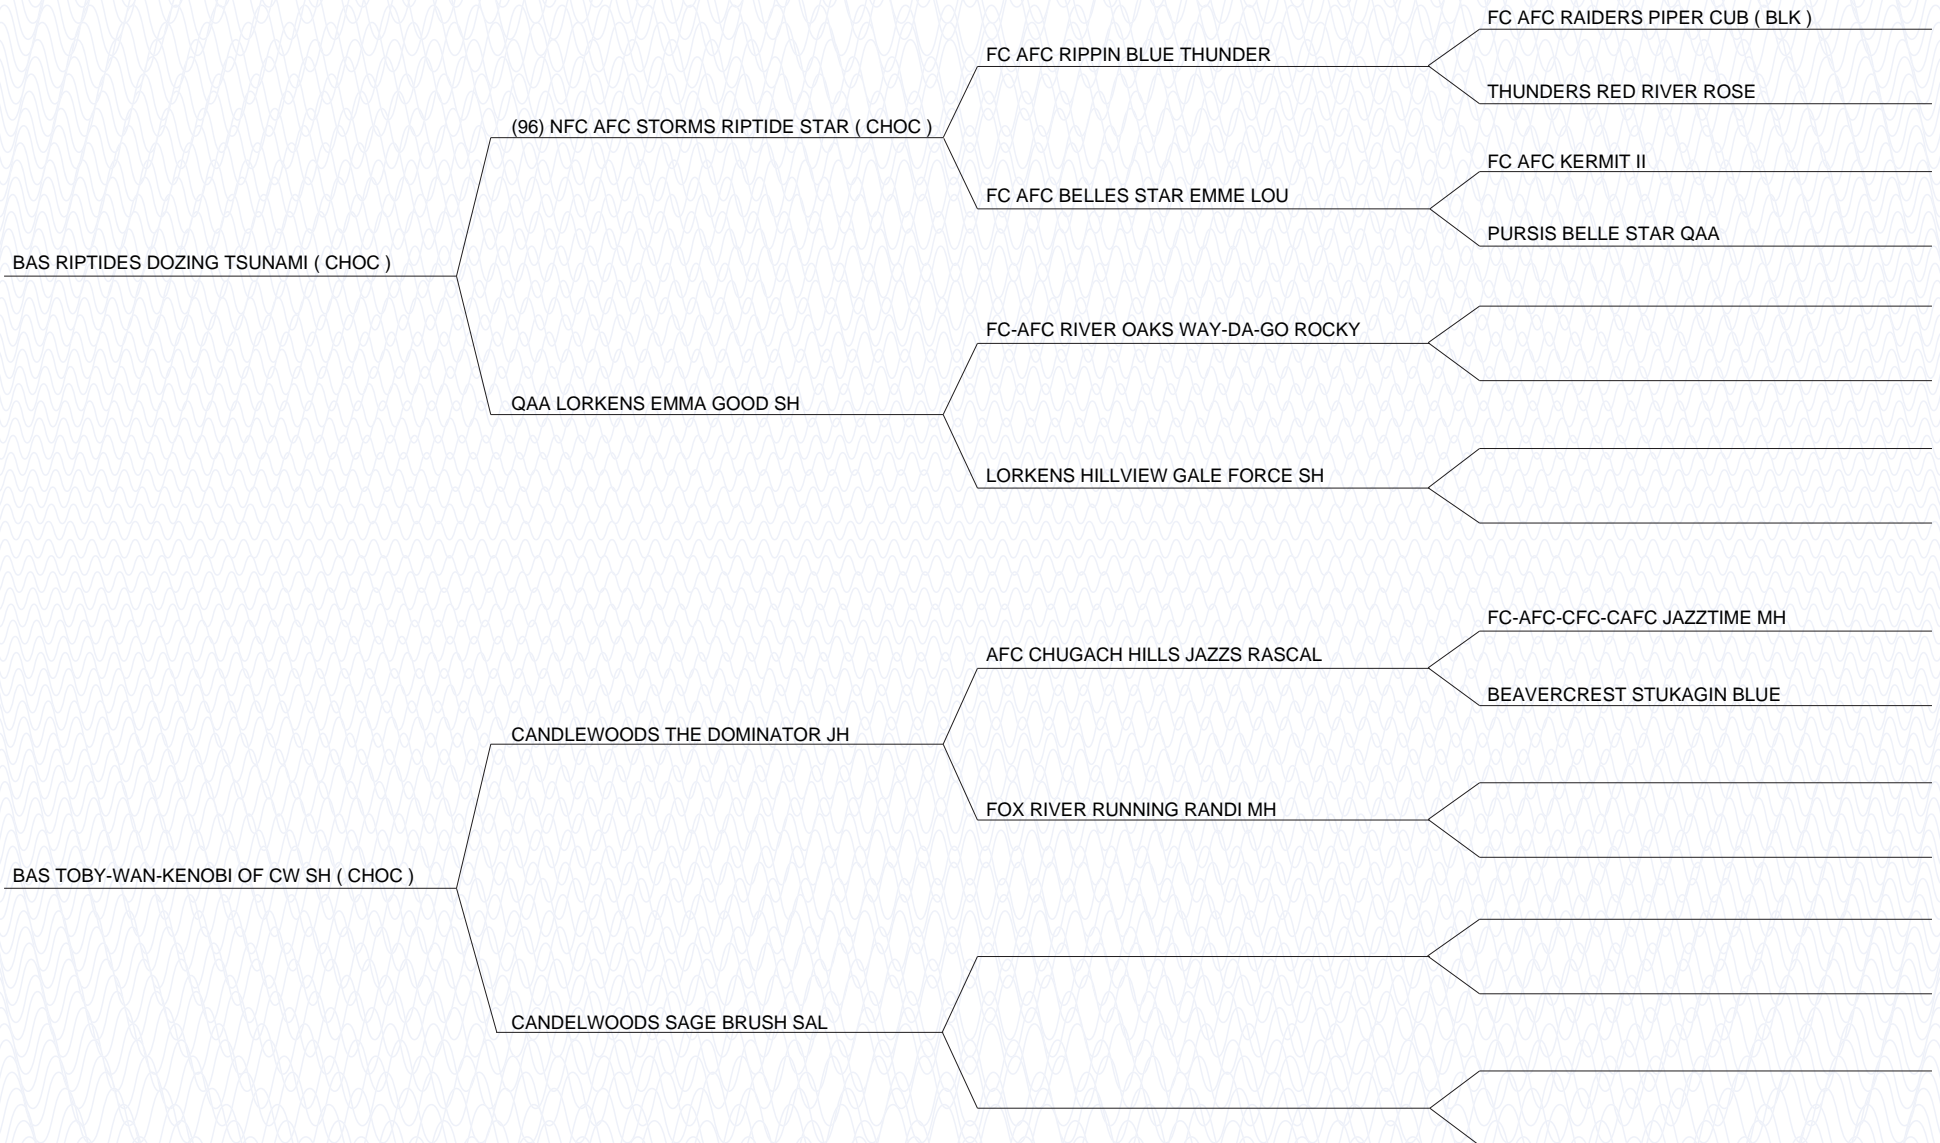 FC AFC RAIDERS PIPER CUB ( BLK )
FC AFC RIPPIN BLUE THUNDER
THUNDERS RED RIVER ROSE
(96) NFC AFC STORMS RIPTIDE STAR ( CHOC )
FC AFC KERMIT II
FC AFC BELLES STAR EMME LOU
PURSIS BELLE STAR QAA
BAS RIPTIDES DOZING TSUNAMI ( CHOC )
FC-AFC RIVER OAKS WAY-DA-GO ROCKY
QAA LORKENS EMMA GOOD SH
LORKENS HILLVIEW GALE FORCE SH
FC-AFC-CFC-CAFC JAZZTIME MH
AFC CHUGACH HILLS JAZZS RASCAL
BEAVERCREST STUKAGIN BLUE
CANDLEWOODS THE DOMINATOR JH
FOX RIVER RUNNING RANDI MH
BAS TOBY-WAN-KENOBI OF CW SH ( CHOC )
CANDELWOODS SAGE BRUSH SAL